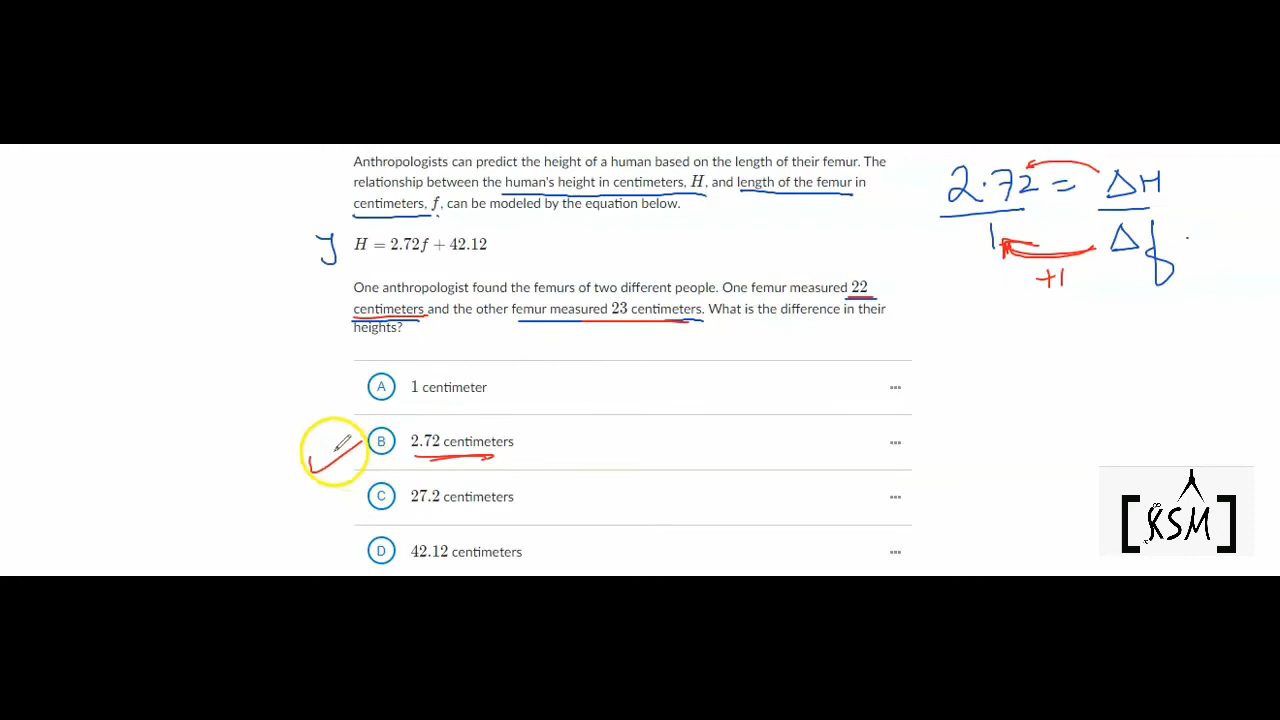 Anthropologists can predict the height of a human based on the length of their femur. The
relationship between the human's height in centimeters, H, and length of the femur in
centimeters, f, can be modeled by the equation below.
y H = 2.72f + 42.12
One anthropologist found the femurs of two different people. One femur measured 22
centimeters and the other femur measured 23 centimeters. What is the difference in their
heights?
A 1 centimeter
B 2.72 centimeters
C 27.2 centimeters
D 42.12 centimeters
2.72 = ΔH
1 Δf
+1
[KSM]